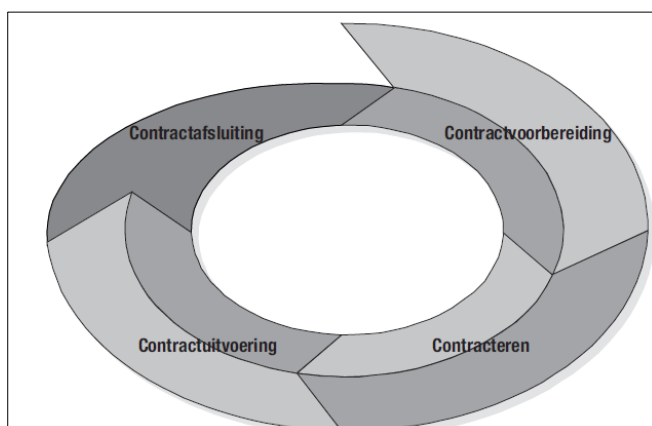 Contractafsluiting
Contractvoorbereiding
Contractuitvoering
Contracteren